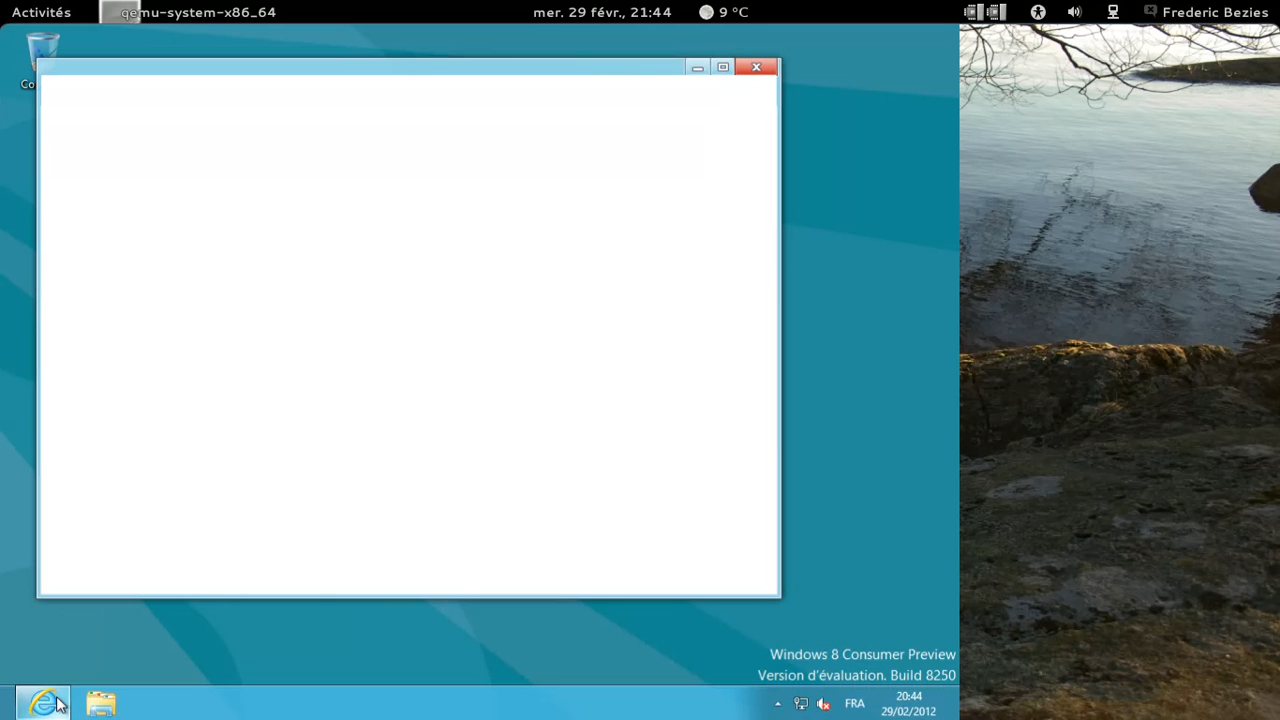 Activités
qemu-system-x86_64
mer. 29 févr., 21:44
9 °C
Frederic Bezies
Co
Windows 8 Consumer Preview
Version d'évaluation. Build 8250
FRA
20:44
29/02/2012